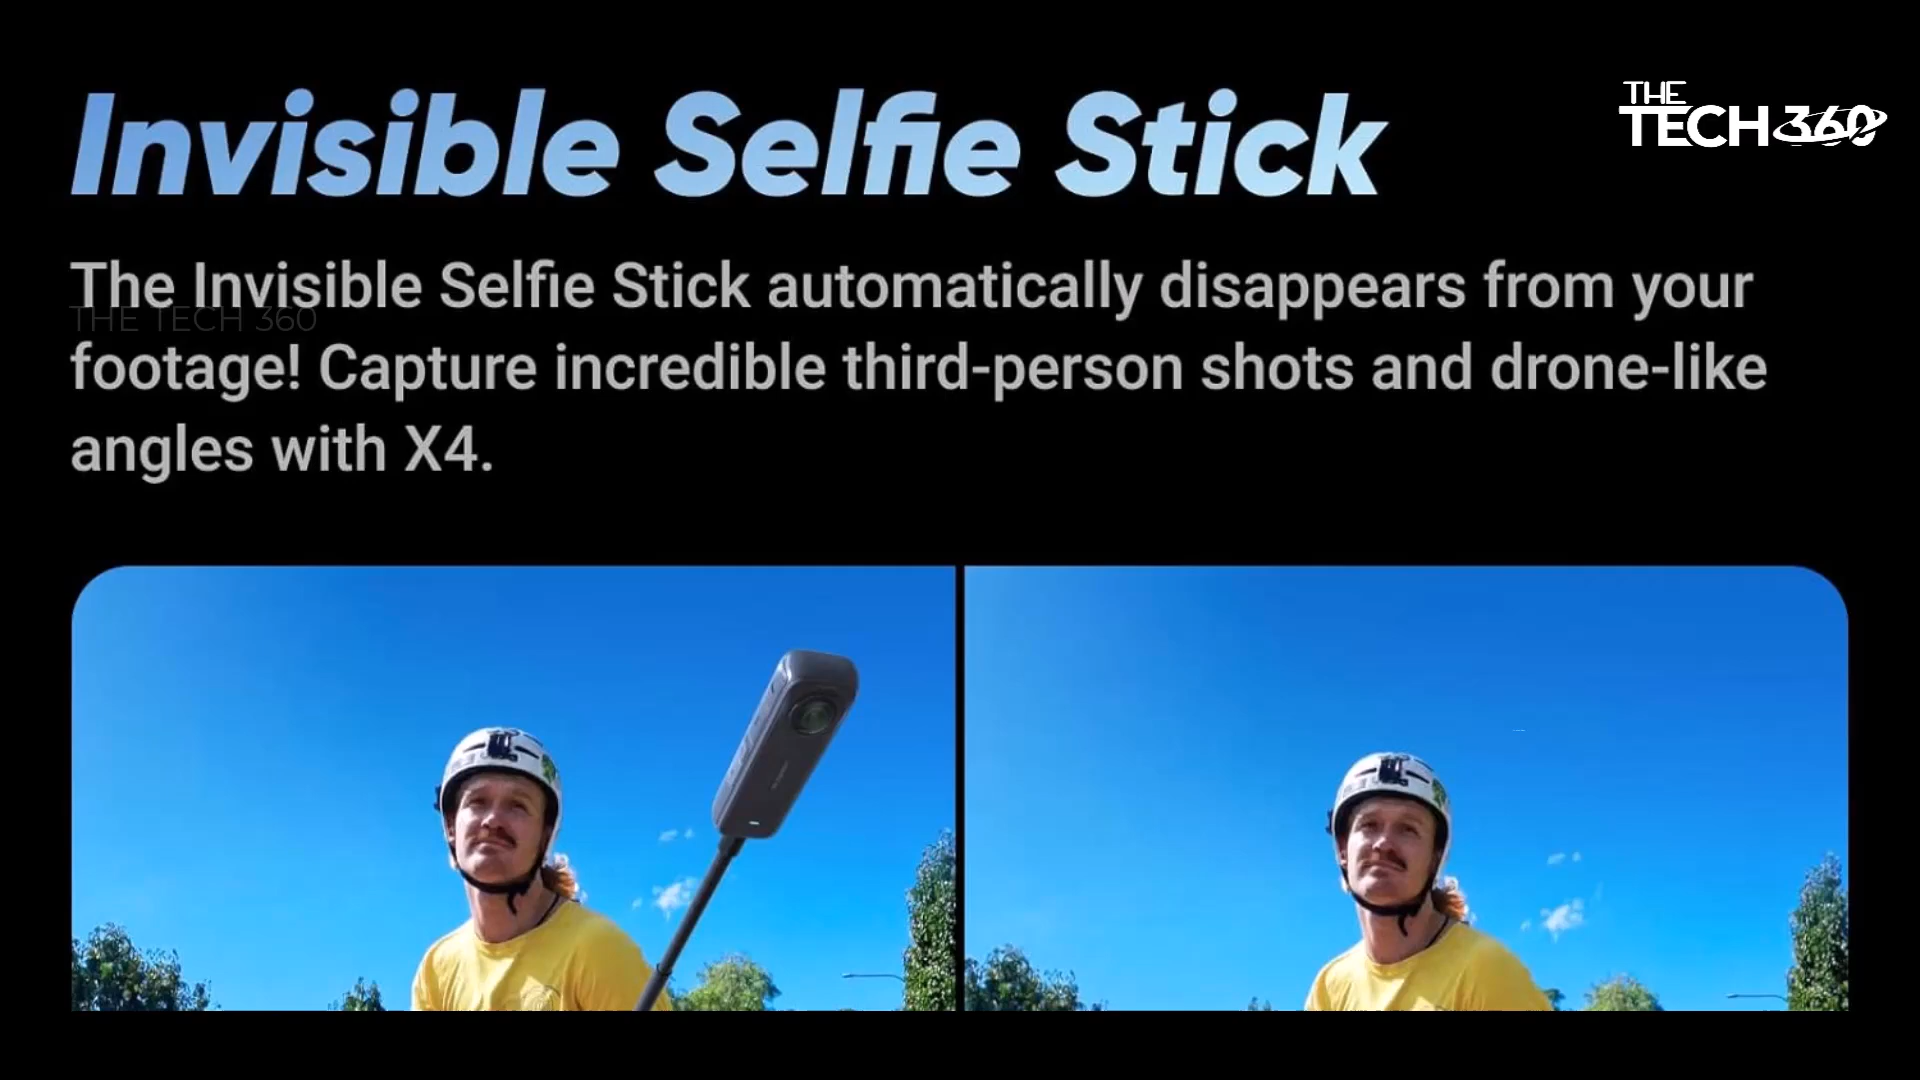 Invisible Selfie Stick
THE
TECH 360
The Invisible Selfie Stick automatically disappears from your
THE TECH 360
footage! Capture incredible third-person shots and drone-like
angles with X4.